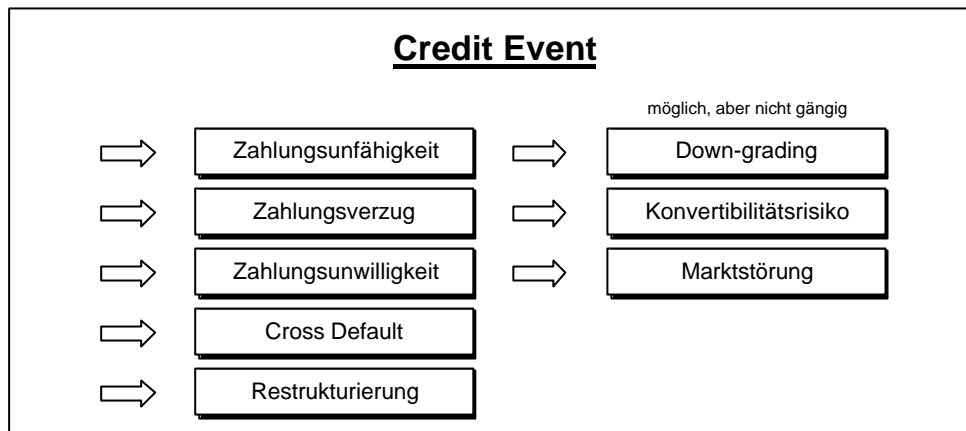 Credit Event
möglich, aber nicht gängig
Zahlungsunfähigkeit
Down-grading
Zahlungsverzug
Konvertibilitätsrisiko
Zahlungsunwilligkeit
Marktstörung
Cross Default
Restrukturierung